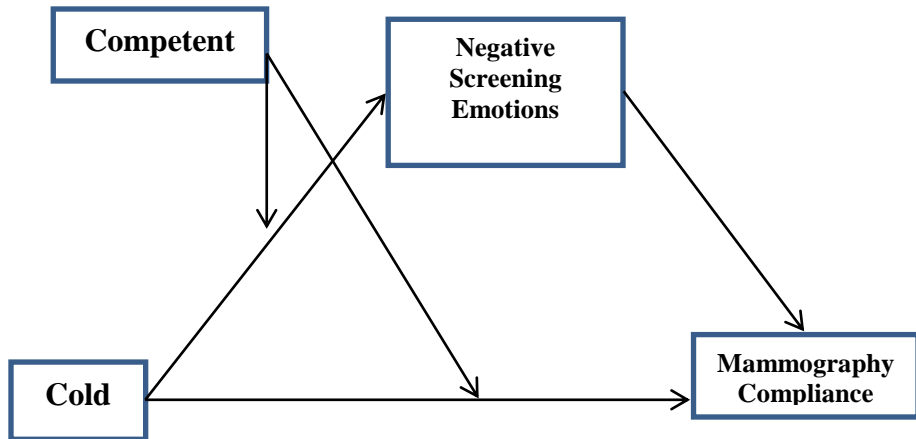 Competent
Negative
Screening
Emotions
Mammography
Compliance
Cold